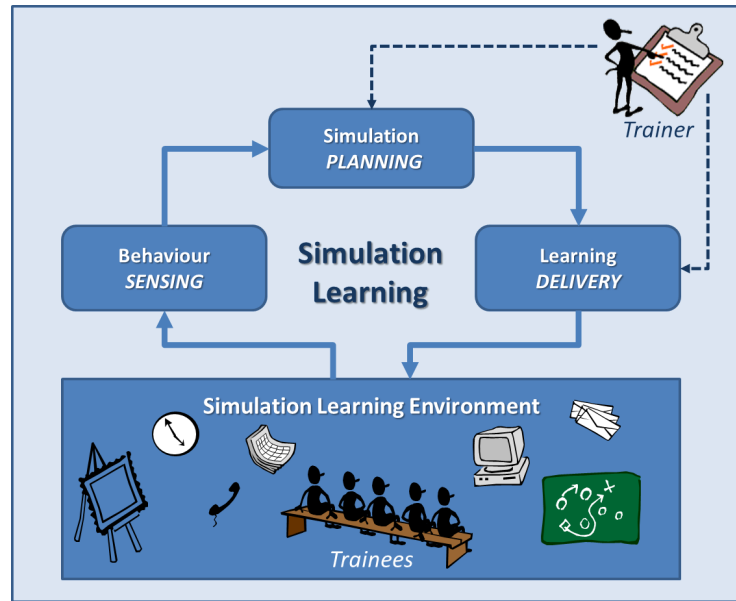 Trainer
Simulation
PLANNING
Behaviour
SENSING
Simulation
Learning
Learning
DELIVERY
Simulation Learning Environment
Trainees